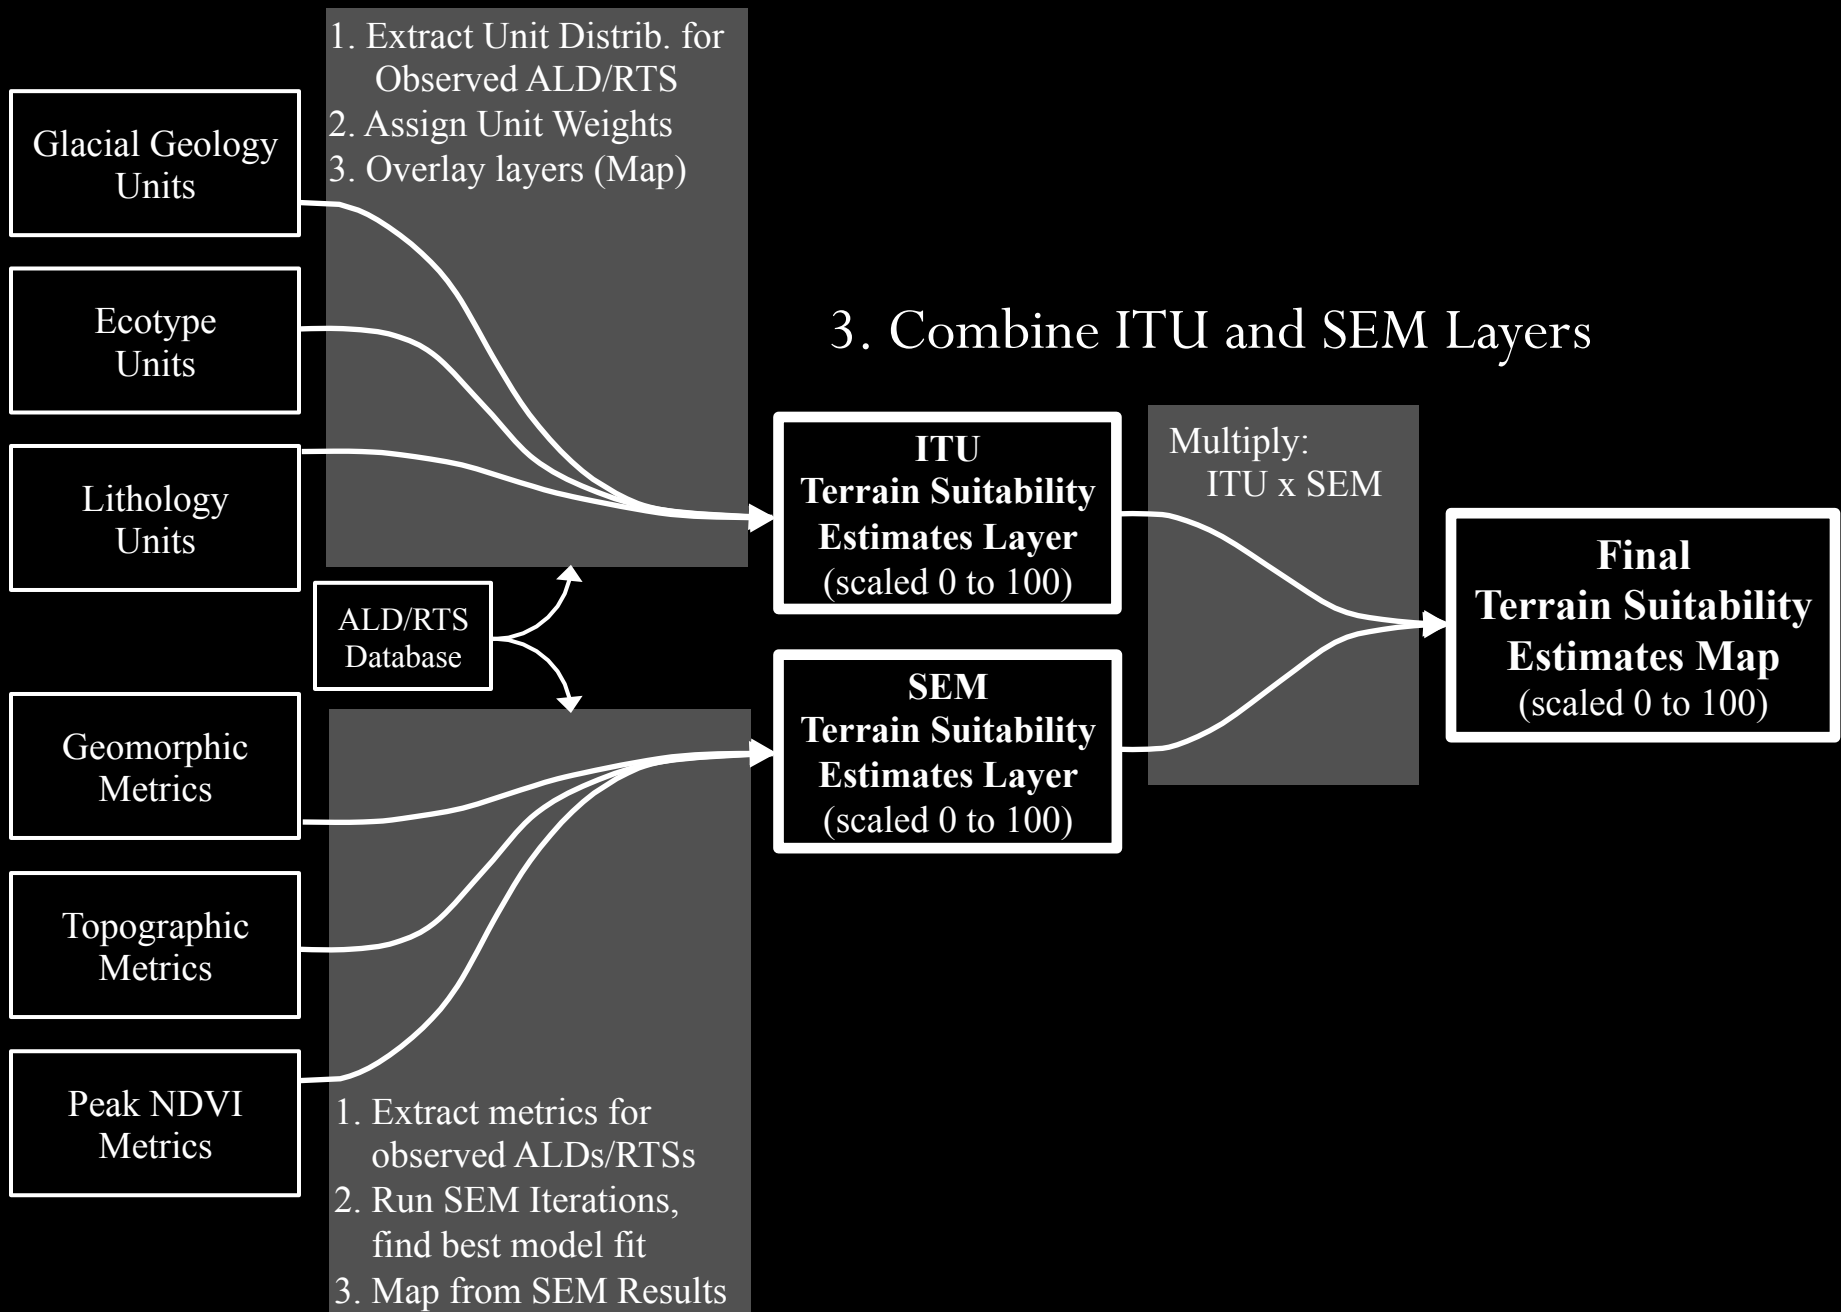 1. Extract Unit Distrib. for
Observed ALD/RTS
2. Assign Unit Weights
3. Overlay layers (Map)
Glacial Geology
Units
Ecotype
Units
Lithology
Units
3. Combine ITU and SEM Layers
ITU
Terrain Suitability
Estimates Layer
(scaled 0 to 100)
Multiply:
ITU x SEM
Final
Terrain Suitability
Estimates Map
(scaled 0 to 100)
ALD/RTS
Database
SEM
Terrain Suitability
Estimates Layer
(scaled 0 to 100)
Geomorphic
Metrics
Topographic
Metrics
Peak NDVI
Metrics
1. Extract metrics for
observed ALDs/RTSs
2. Run SEM Iterations,
find best model fit
3. Map from SEM Results